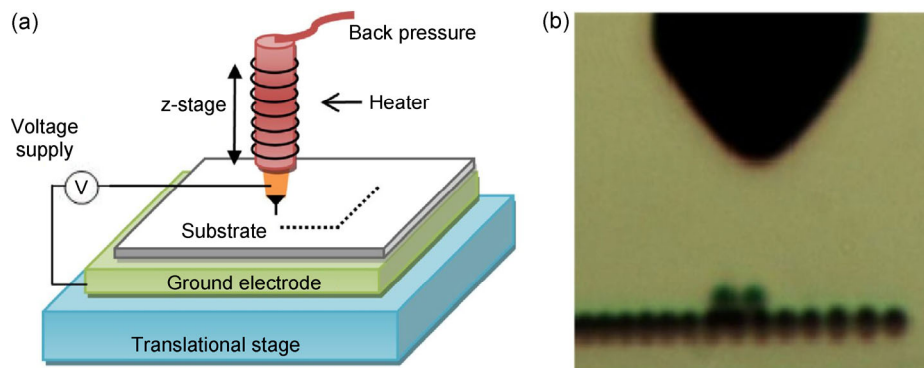 (a)
Back pressure
z-stage
Heater
Voltage
supply
V
Substrate
Ground electrode
Translational stage
(b)